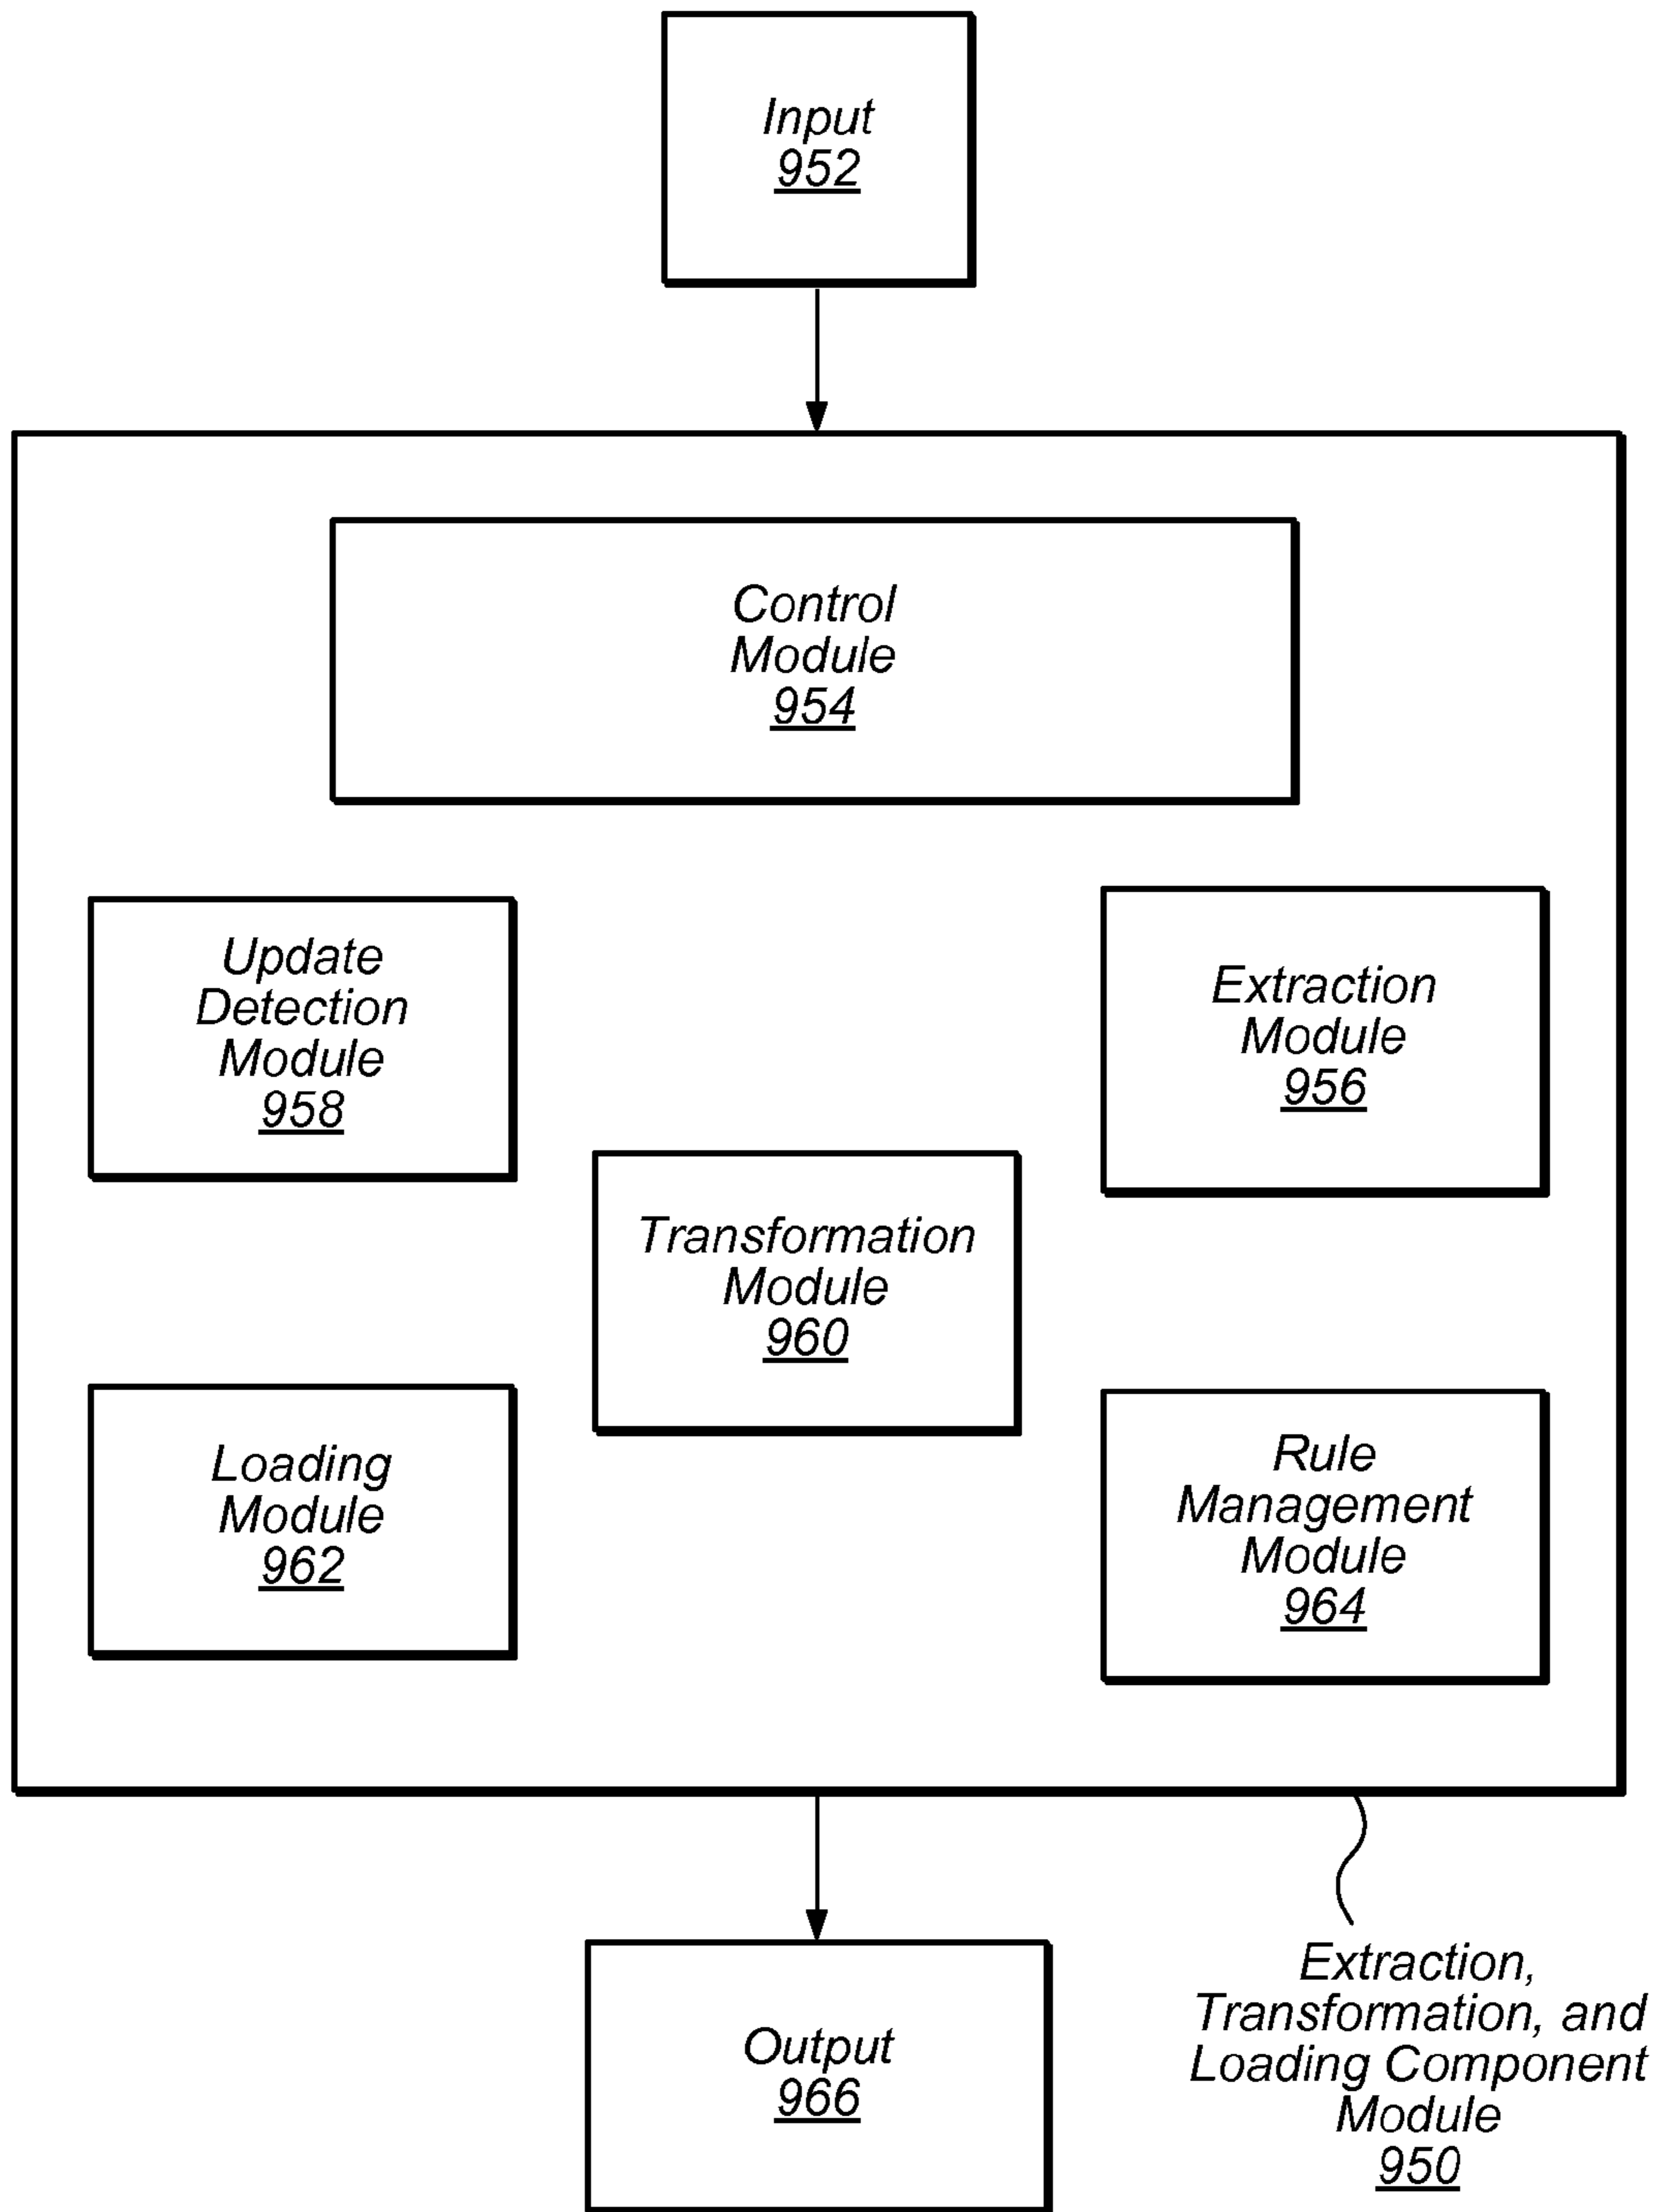 Input
952
Control
Module
954
Update
Detection
Module
958
Extraction
Module
956
Transformation
Module
960
Loading
Module
962
Rule
Management
Module
964
Output
966
Extraction,
Transformation, and
Loading Component
Module
950